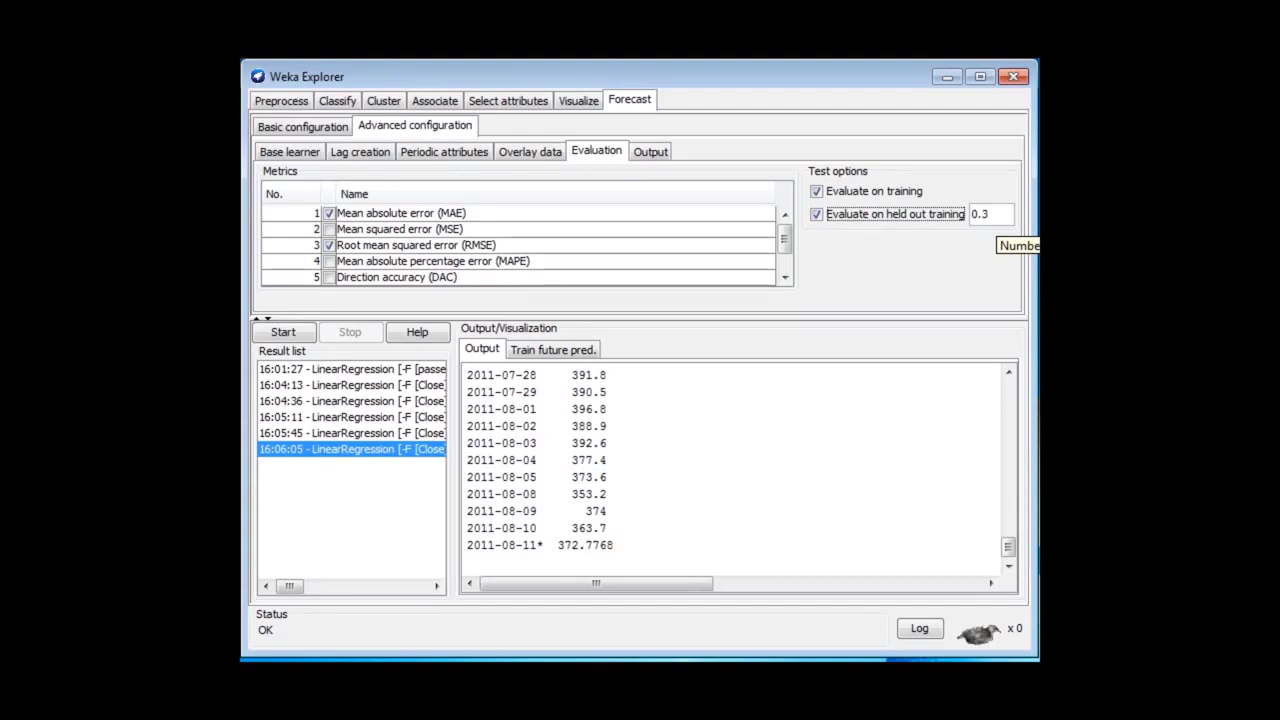 Weka Explorer
Preprocess Classify Cluster Associate Select attributes Visualize Forecast
Basic configuration Advanced configuration
Base learner Lag creation Periodic attributes Overlay data Evaluation Output
Metrics
No. Name
1 Mean absolute error (MAE)
2 Mean squared error (MSE)
3 Root mean squared error (RMSE)
4 Mean absolute percentage error (MAPE)
5 Direction accuracy (DAC)
Test options
Evaluate on training
Evaluate on held out training 0.3
Numbe
Start Stop Help
Result list
16:01:27 - LinearRegression [-F [passe
16:04:13 - LinearRegression [-F [Close]
16:04:36 - LinearRegression [-F [Close]
16:05:11 - LinearRegression [-F [Close]
16:05:45 - LinearRegression [-F [Close]
16:06:05 - LinearRegression [-F [Close]
Output/Visualization
Output Train future pred.
2011-07-28 391.8
2011-07-29 390.5
2011-08-01 396.8
2011-08-02 388.9
2011-08-03 392.6
2011-08-04 377.4
2011-08-05 373.6
2011-08-08 353.2
2011-08-09 374
2011-08-10 363.7
2011-08-11* 372.7768
Status
OK
Log x 0